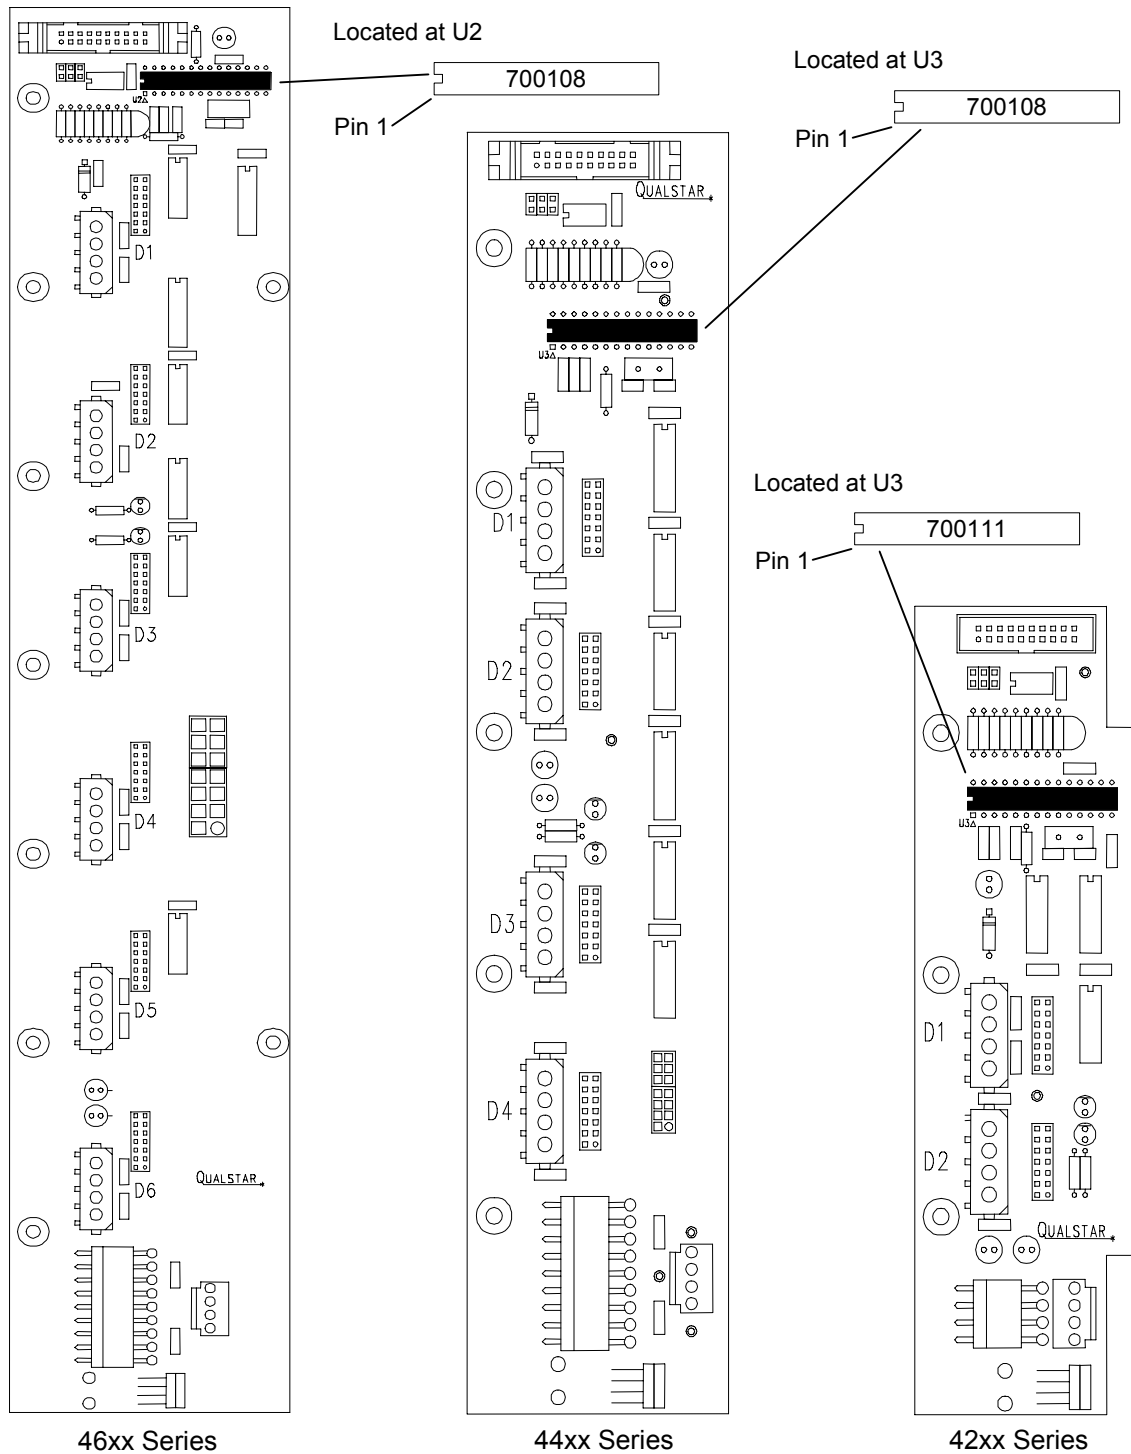 Located at U2
700108
Pin 1
Located at U3
700108
Pin 1
U2
D1
D2
D3
D4
D5
D6
QUALSTAR
46xx Series
QUALSTAR
U3
D1
D2
D3
D4
44xx Series
Located at U3
700111
Pin 1
U3
D1
D2
QUALSTAR
42xx Series